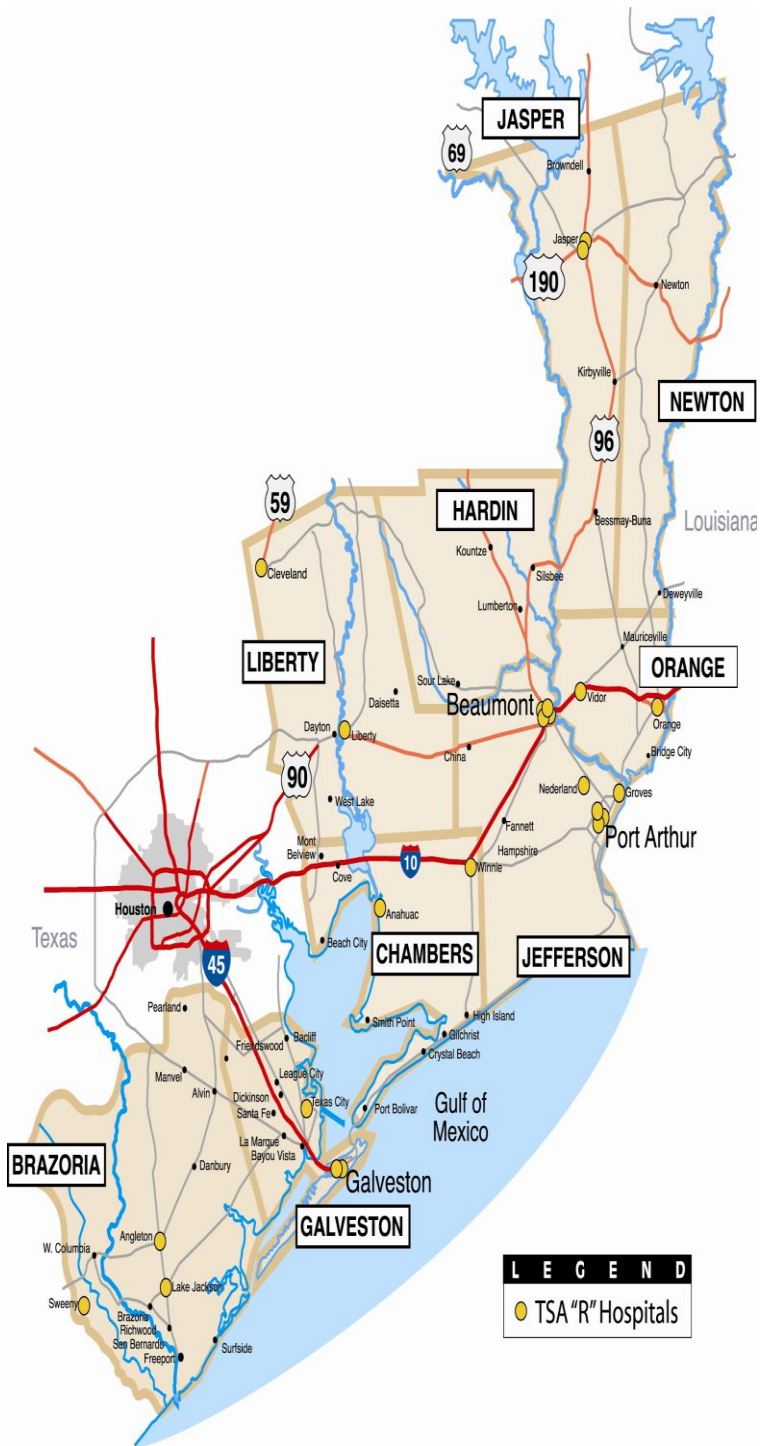 JASPER
69
Browndell
Jasper
190
Newton
Kirbyville
NEWTON
96
59
HARDIN
Bessmay-Buna
Louisiana
Kountze
Cleveland
Silsbee
Deweyville
Lumberton
Mauriceville
LIBERTY
ORANGE
Sour Lake
Daisetta
Beaumont
Vidor
Orange
Dayton
Liberty
China
Bridge City
90
Nederland
Groves
West Lake
Fannett
Port Arthur
Hampshire
Mont
Belview
10
Cove
Winnie
Houston
Anahuac
Texas
Beach City
CHAMBERS
JEFFERSON
45
Pearland
Smith Point
High Island
Gilchrist
Friendswood
Bacliff
Crystal Beach
Manvel
League City
Alvin
Dickinson
Texas City
Santa Fe
Port Bolivar
Gulf of
Mexico
La Marque
Bayou Vista
BRAZORIA
Danbury
Galveston
GALVESTON
Angleton
W. Columbia
LEGEND
Lake Jackson
Sweeny
TSA "R" Hospitals
Brazoria
Richwood
San Bernardo
Surfside
Freeport